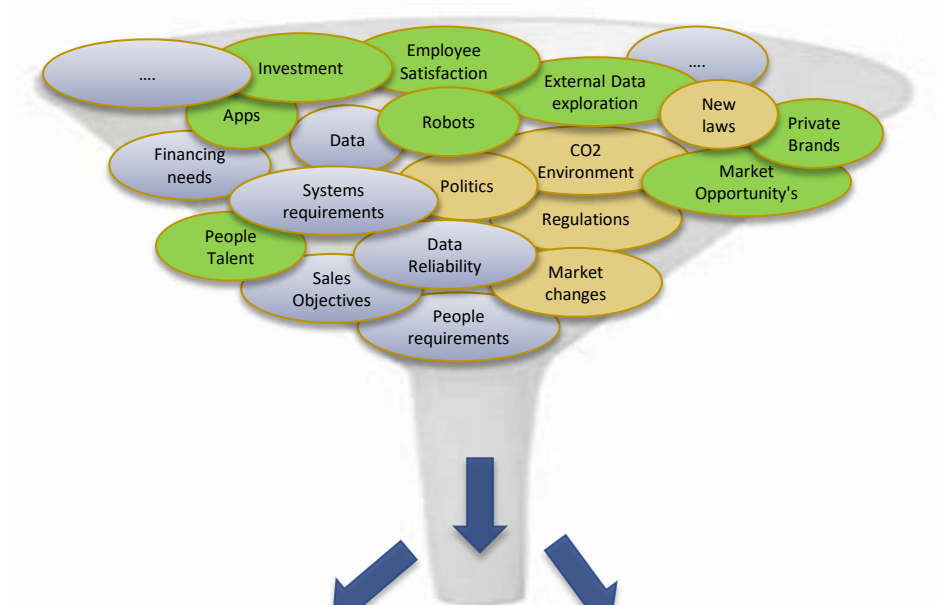 ....
Investment
Employee
Satisfaction
....
External Data
exploration
New
laws
Private
Brands
Apps
Data
Robots
Financing
needs
CO2
Environment
Market
Opportunity's
Systems
requirements
Politics
Regulations
People
Talent
Data
Reliability
Sales
Objectives
Market
changes
People
requirements